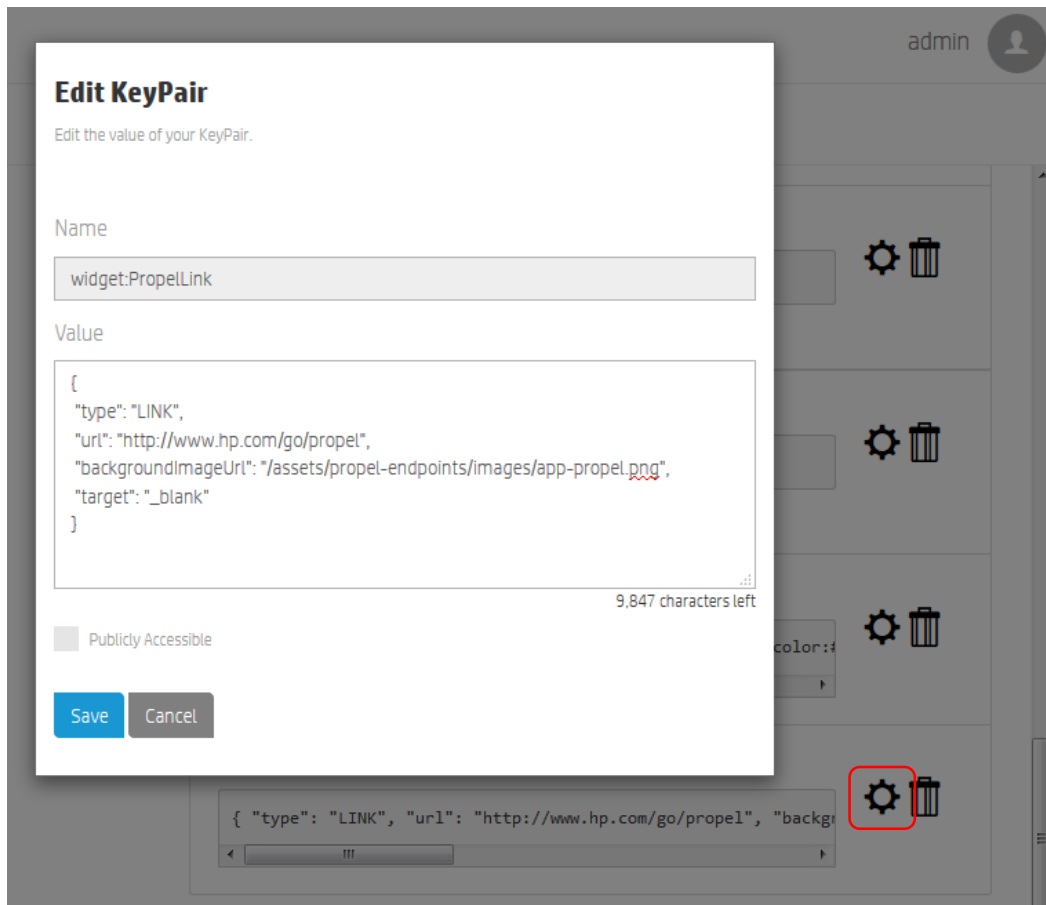 admin
Edit KeyPair
Edit the value of your KeyPair.
Name
widget:PropelLink
Value
{
"type": "LINK",
"url": "http://www.hp.com/go/propel",
"backgroundImageUrl": "/assets/propel-endpoints/images/app-propel.png",
"target": "_blank"
}
9,847 characters left
Publicly Accessible
color:#
Save Cancel
{ "type": "LINK", "url": "http://www.hp.com/go/propel", "backgr